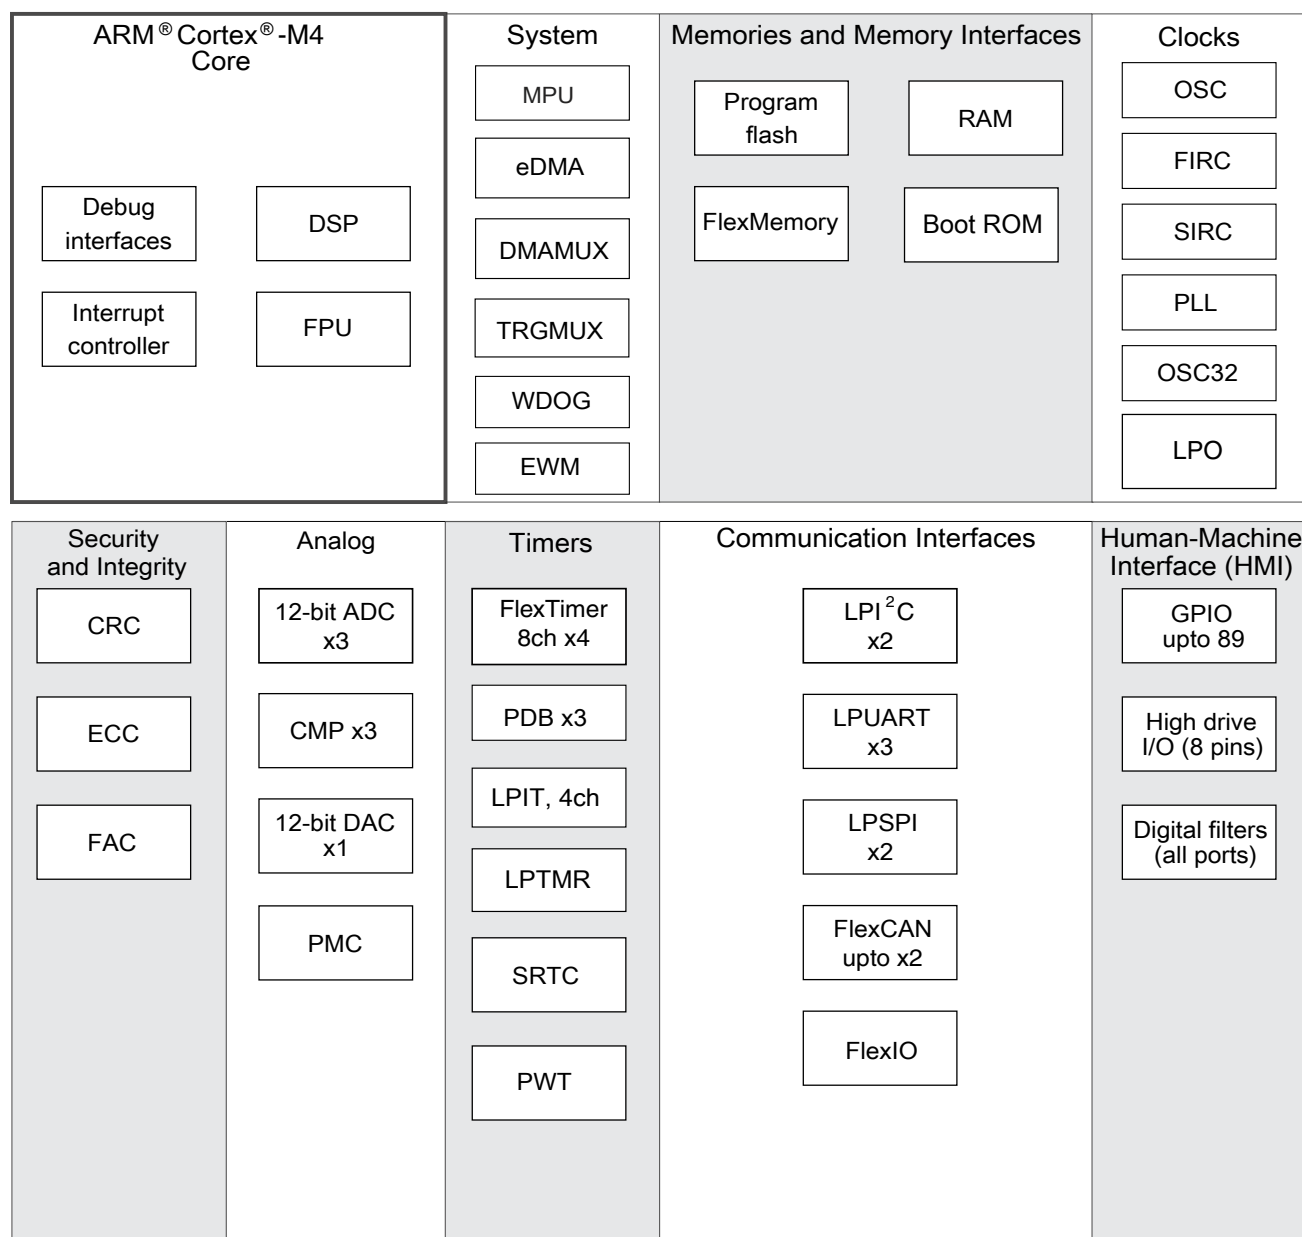 ARM® Cortex®-M4
Core
Debug
interfaces
DSP
Interrupt
controller
FPU
System
MPU
eDMA
DMAMUX
TRGMUX
WDOG
EWM
Memories and Memory Interfaces
Program
flash
RAM
FlexMemory
Boot ROM
Clocks
OSC
FIRC
SIRC
PLL
OSC32
LPO
Security
and Integrity
CRC
ECC
FAC
Analog
12-bit ADC
x3
CMP x3
12-bit DAC
x1
PMC
Timers
FlexTimer
8ch x4
PDB x3
LPIT, 4ch
LPTMR
SRTC
PWT
Communication Interfaces
LPI²C
x2
LPUART
x3
LPSPI
x2
FlexCAN
upto x2
FlexIO
Human-Machine
Interface (HMI)
GPIO
upto 89
High drive
I/O (8 pins)
Digital filters
(all ports)